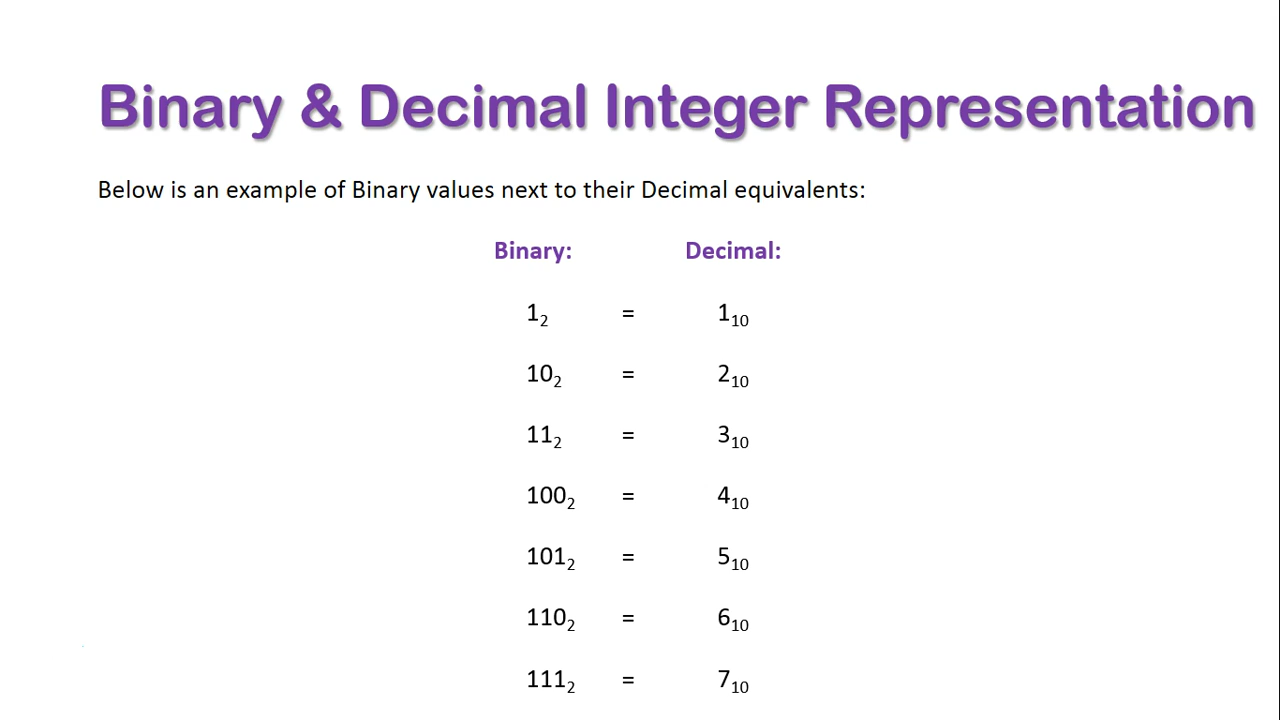 Binary & Decimal Integer Representation
Below is an example of Binary values next to their Decimal equivalents:
Binary: Decimal:
1₂ = 1₁₀
10₂ = 2₁₀
11₂ = 3₁₀
100₂ = 4₁₀
101₂ = 5₁₀
110₂ = 6₁₀
111₂ = 7₁₀